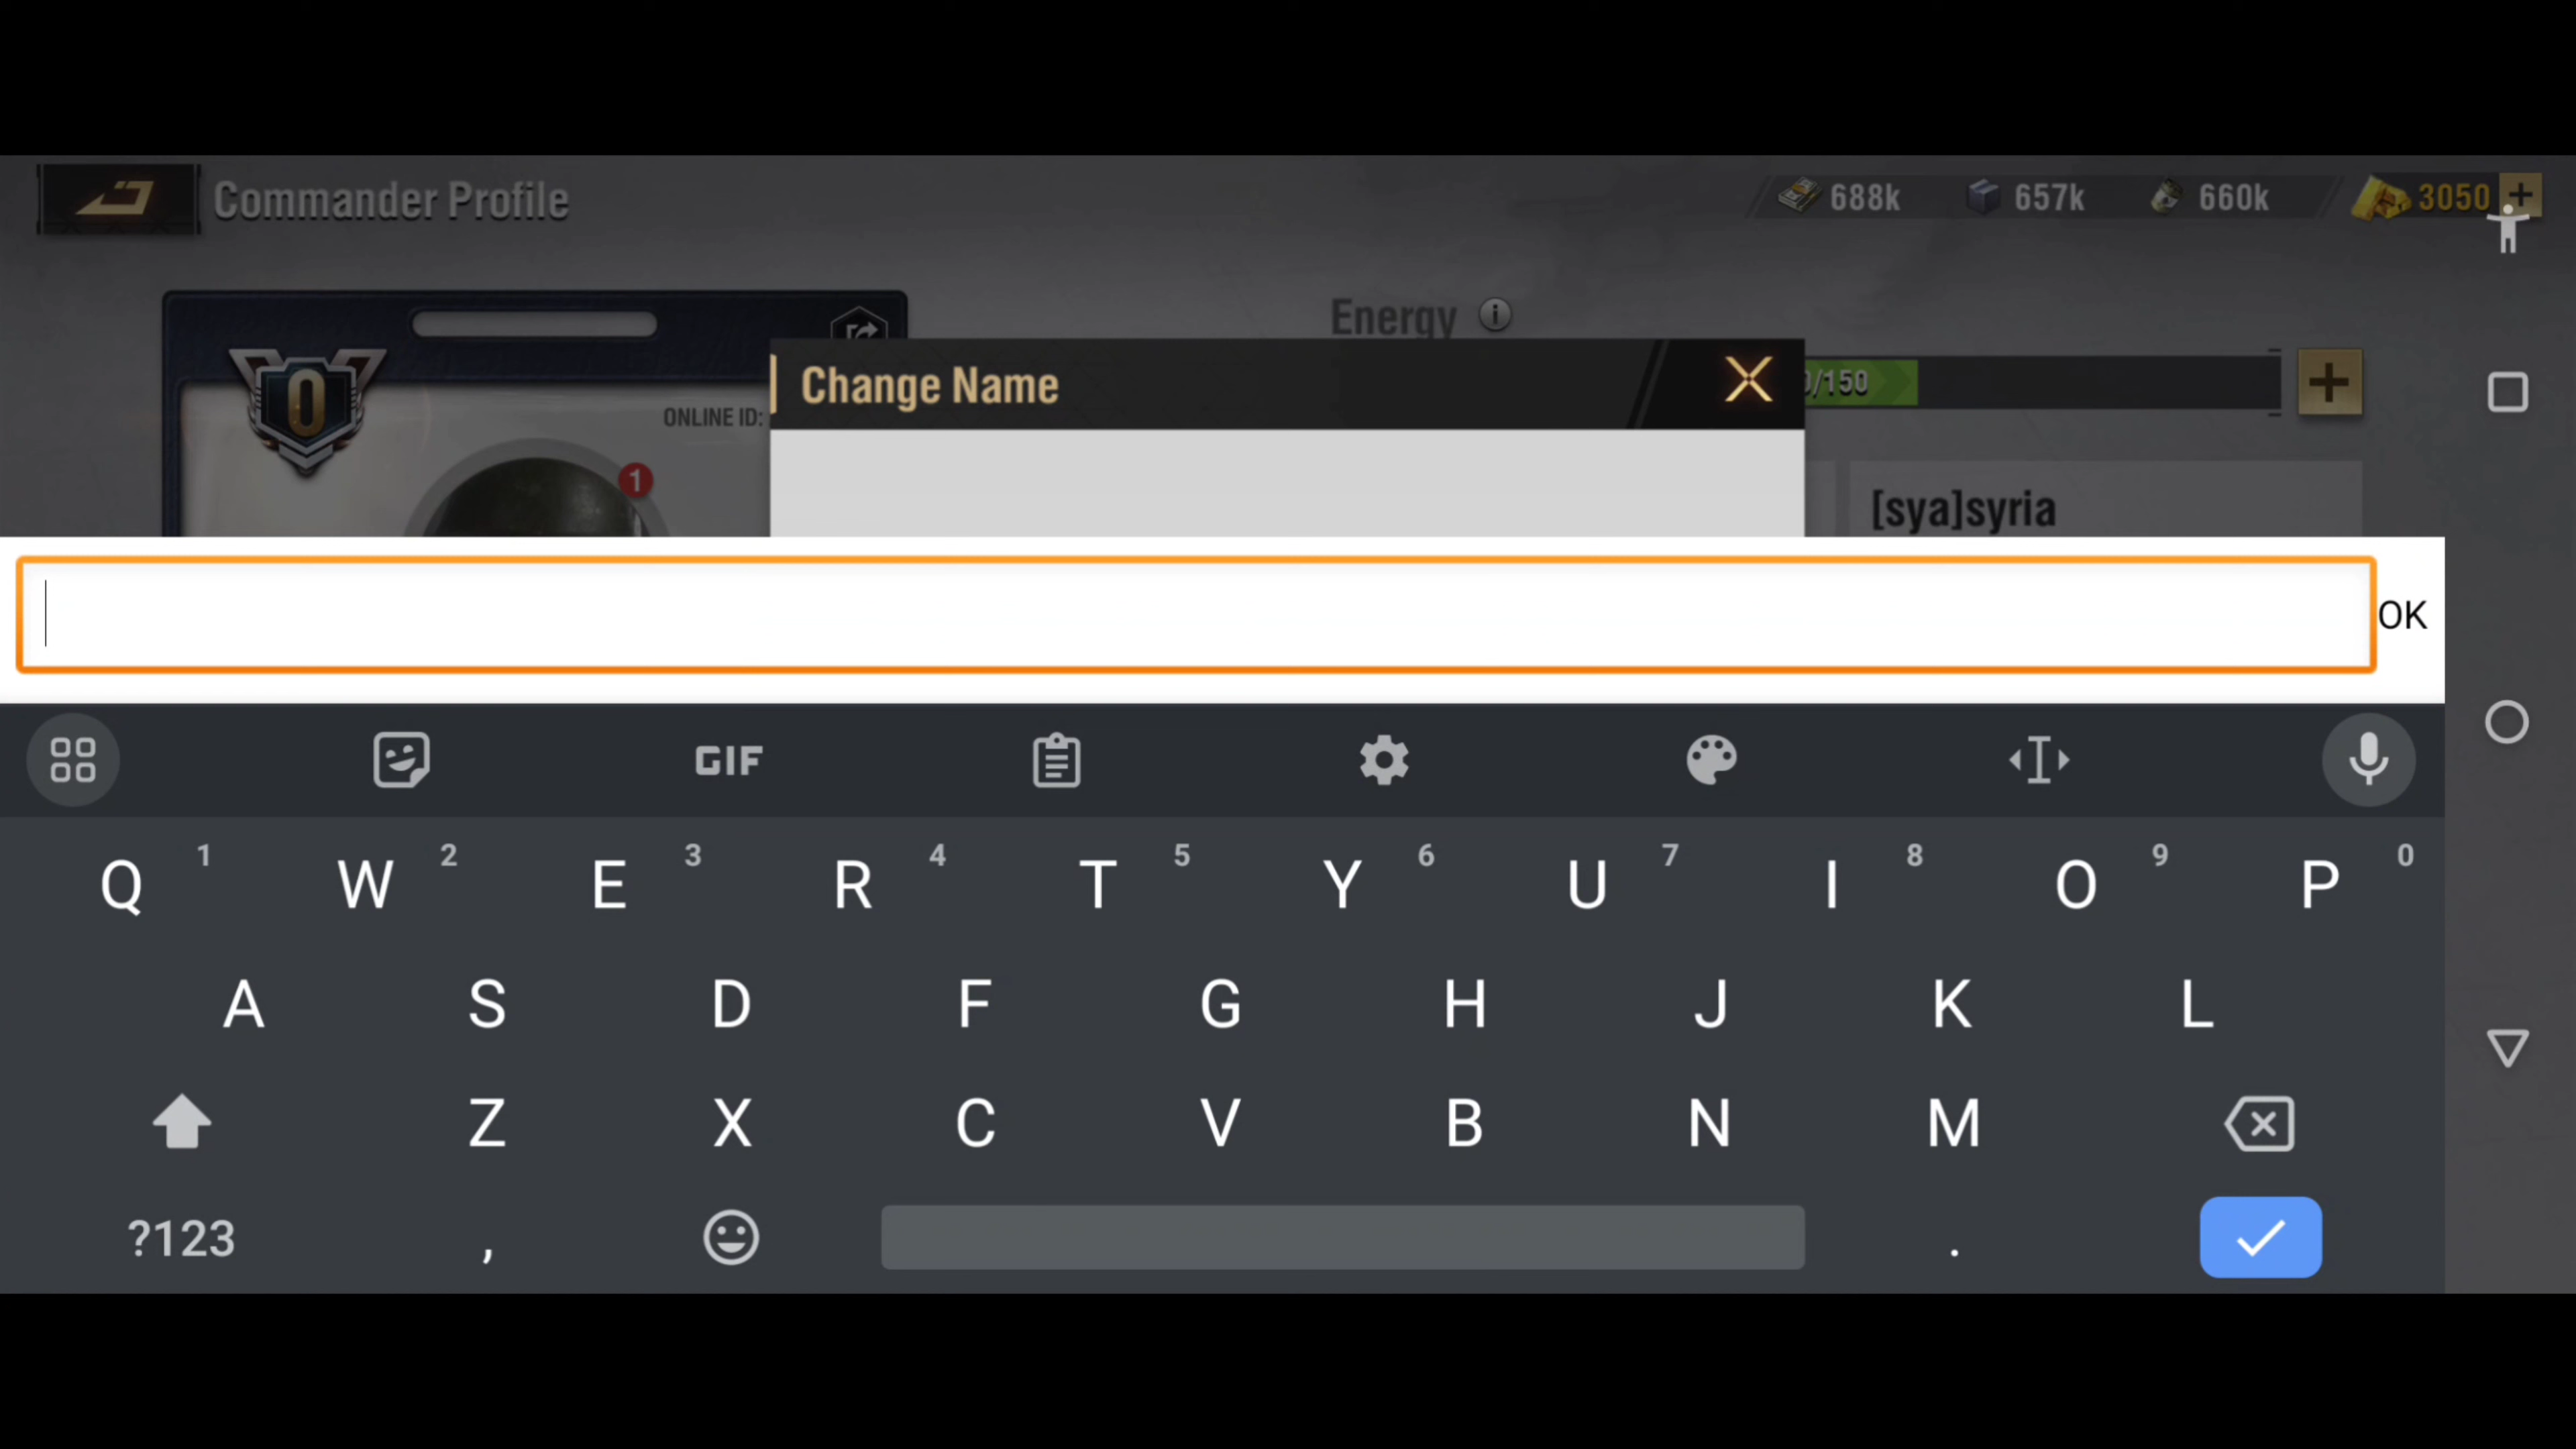 Commander Profile
688k
657k
660k
3050
Energy
0
ONLINE ID:
1
Change Name
/150
[sya]syria
OK
GIF
Q 1 W 2 E 3 R 4 T 5 Y 6 U 7 I 8 O 9 P 0
A S D F G H J K L
Z X C V B N M
?123 , .